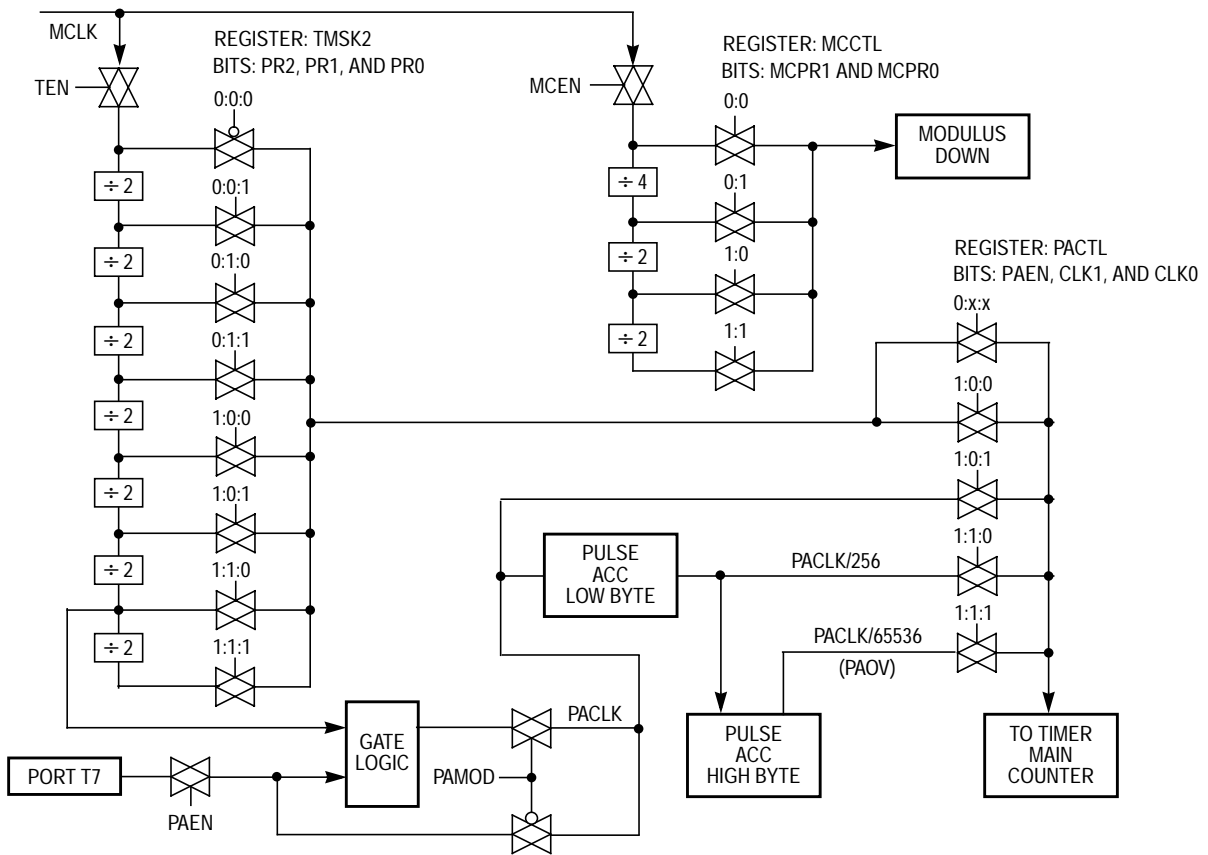 MCLK
REGISTER: TMSK2
BITS: PR2, PR1, AND PR0
REGISTER: MCCTL
BITS: MCPR1 AND MCPR0
TEN
MCEN
0:0:0
0:0
MODULUS
DOWN
÷ 2
÷ 4
0:0:1
0:1
÷ 2
÷ 2
0:1:0
1:0
REGISTER: PACTL
BITS: PAEN, CLK1, AND CLK0
0:x:x
÷ 2
÷ 2
0:1:1
1:1
÷ 2
1:0:0
1:0:0
÷ 2
1:0:1
1:0:1
÷ 2
1:1:0
PULSE
ACC
LOW BYTE
PACLK/256
1:1:0
÷ 2
1:1:1
PACLK/65536
(PAOV)
1:1:1
GATE
LOGIC
PACLK
PULSE
ACC
HIGH BYTE
TO TIMER
MAIN
COUNTER
PORT T7
PAMOD
PAEN